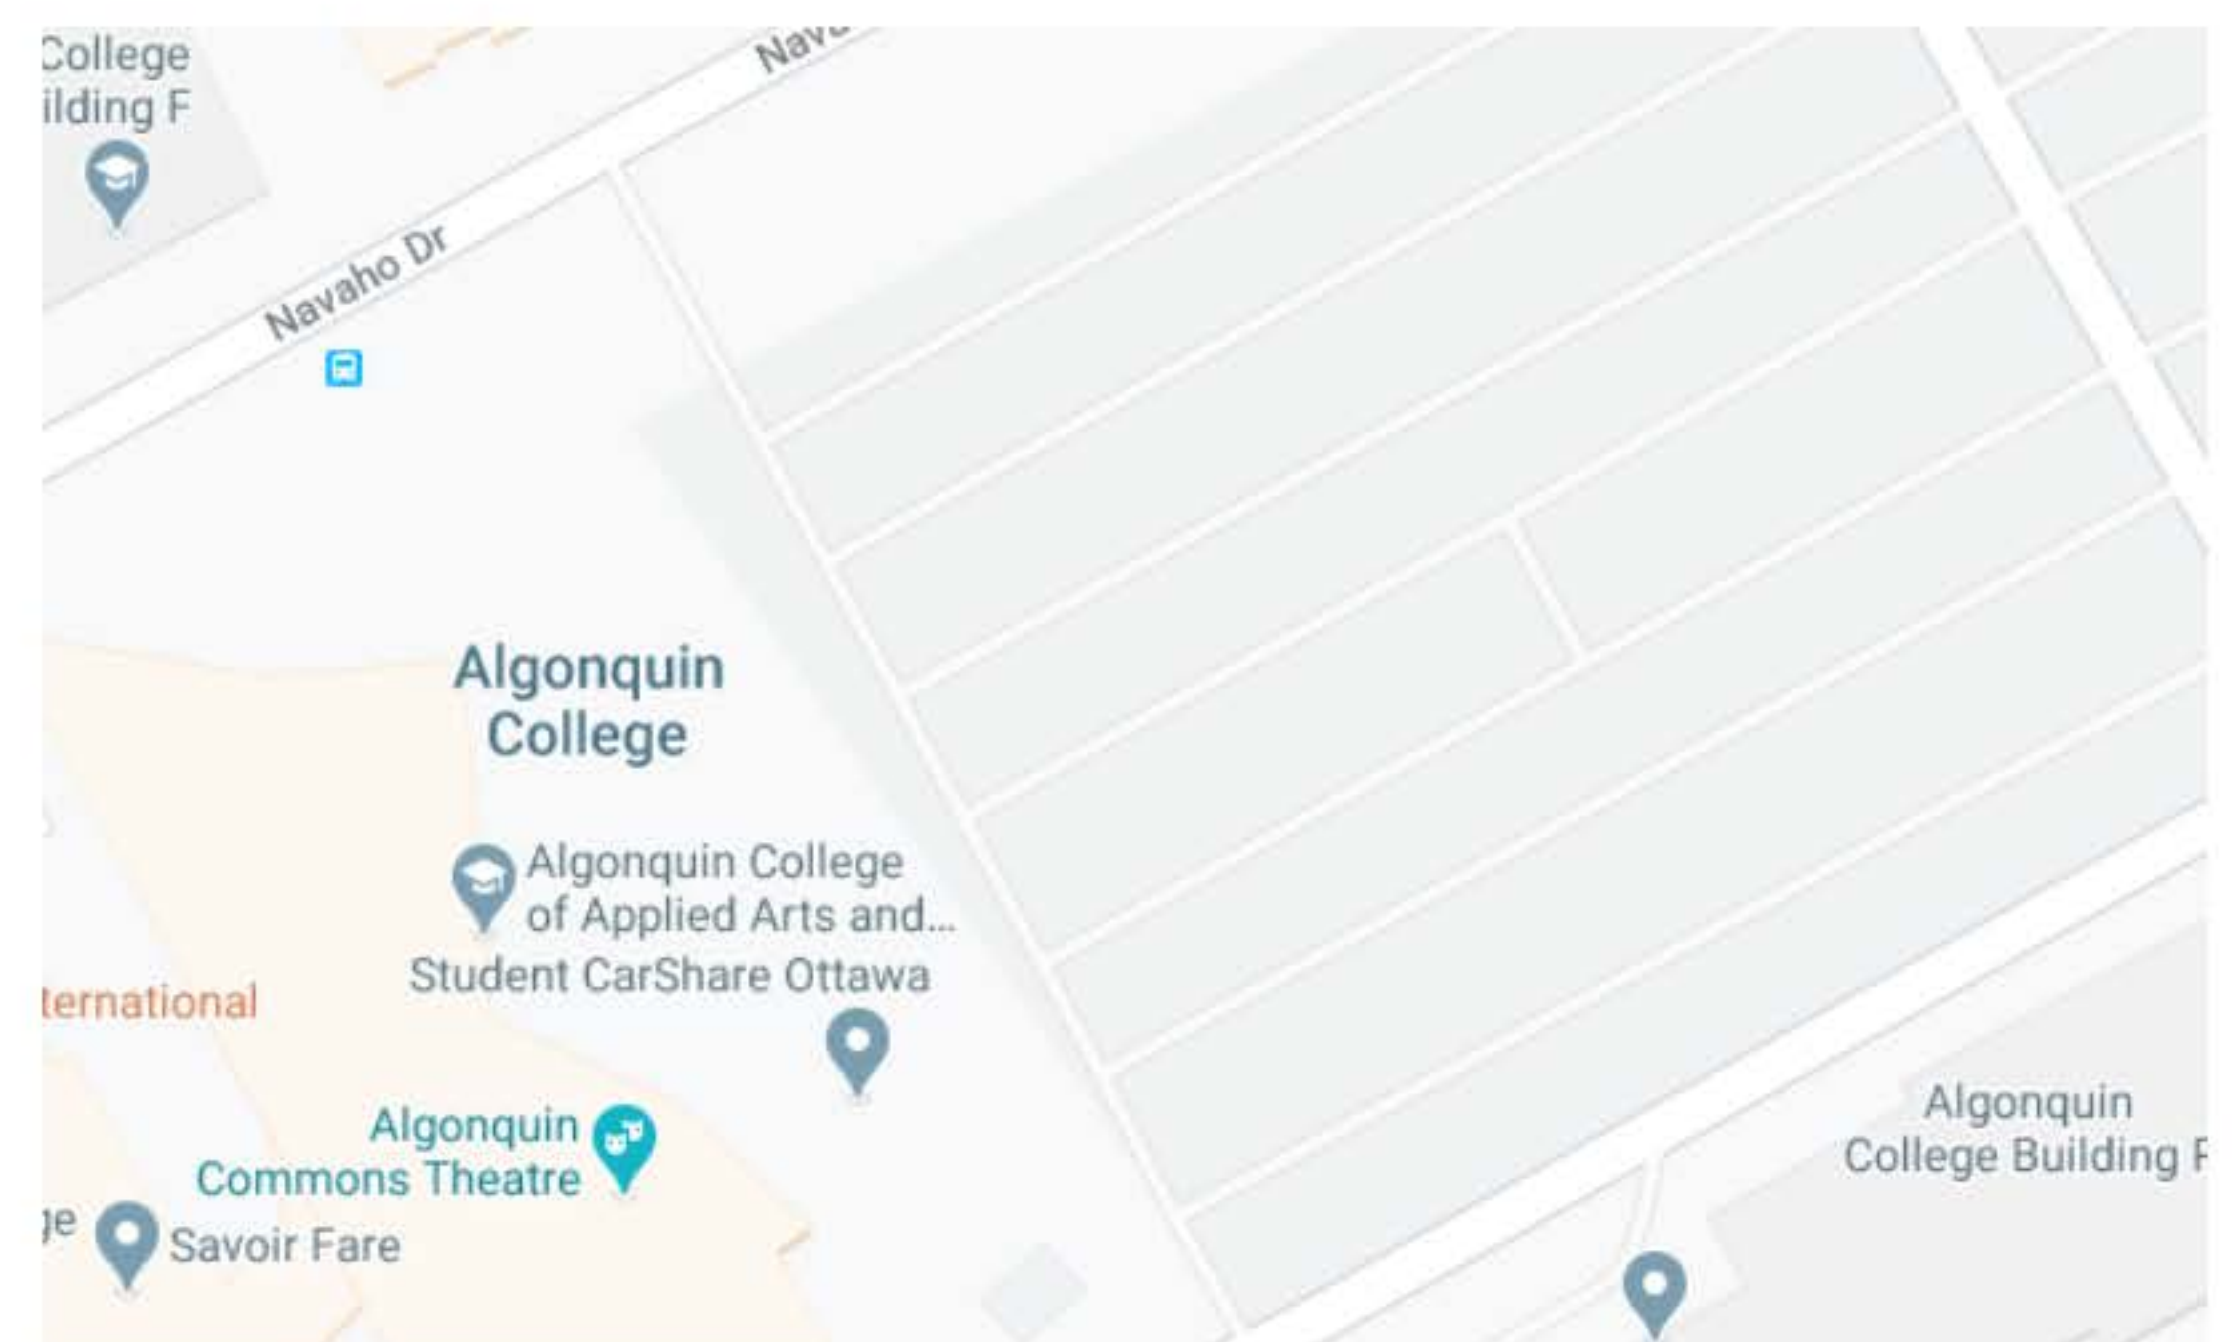 College
ilding F
Nava
Navaho Dr
Algonquin
College
Algonquin College
of Applied Arts and...
Student CarShare Ottawa
ternational
Algonquin
Commons Theatre
ge
Savoir Fare
Algonquin
College Building